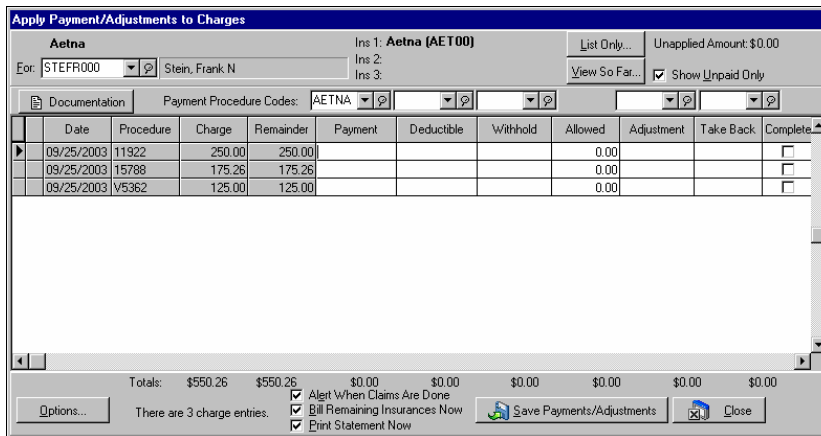 Apply Payment/Adjustments to Charges
Aetna Ins 1: Aetna (AET00) List Only... Unapplied Amount: $0.00
Ins 2:
For: STEFR000 Stein, Frank N Ins 3: View So Far... Show Unpaid Only
Documentation Payment Procedure Codes: AETNA
Date Procedure Charge Remainder Payment Deductible Withhold Allowed Adjustment Take Back Complete
09/25/2003 11922 250.00 250.00 0.00
09/25/2003 15788 175.26 175.26 0.00
09/25/2003 V5362 125.00 125.00 0.00
Totals: $550.26 $550.26 $0.00 $0.00 $0.00 $0.00 $0.00 $0.00
Alert When Claims Are Done
Options... There are 3 charge entries. Bill Remaining Insurances Now Save Payments/Adjustments Close
Print Statement Now